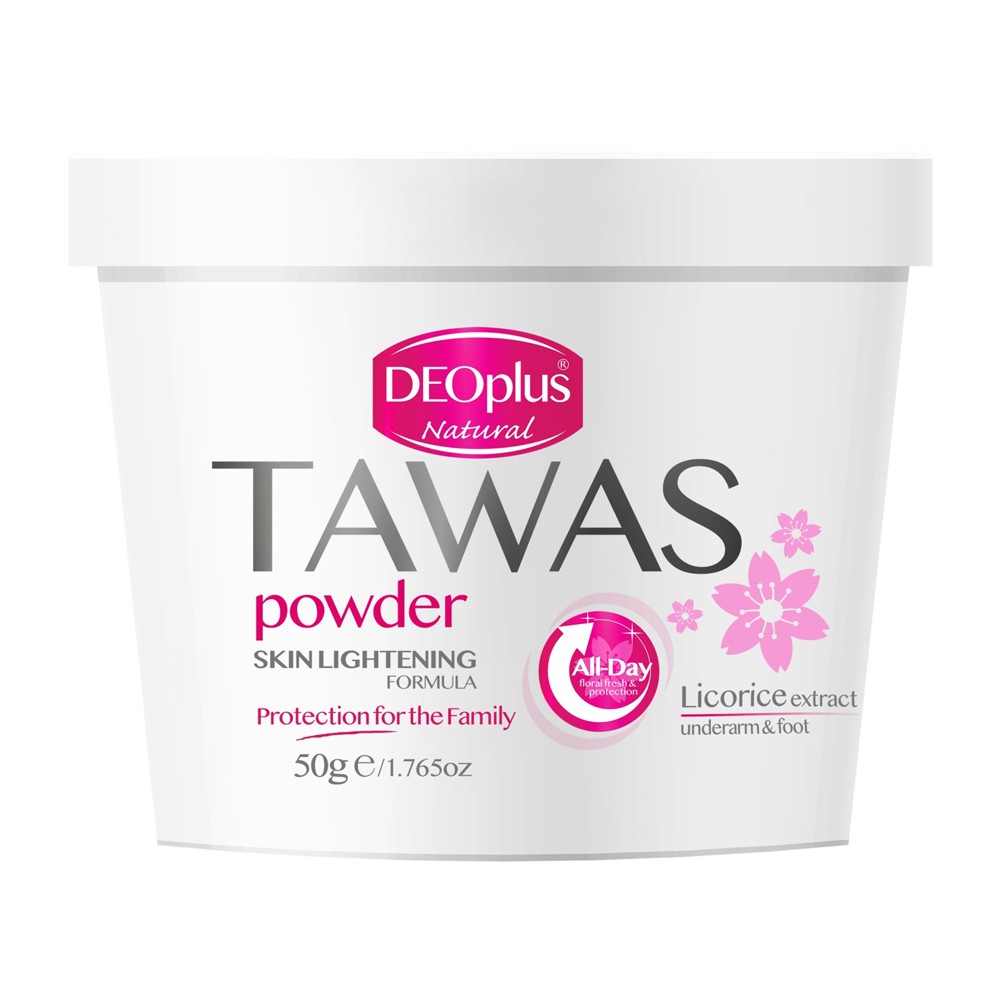 DEOplus®
Natural
TAWAS
powder
SKIN LIGHTENING
FORMULA
Protection for the Family
50g ℮/1.765oz
All-Day
floral fresh &
protection
Licorice extract
underarm & foot